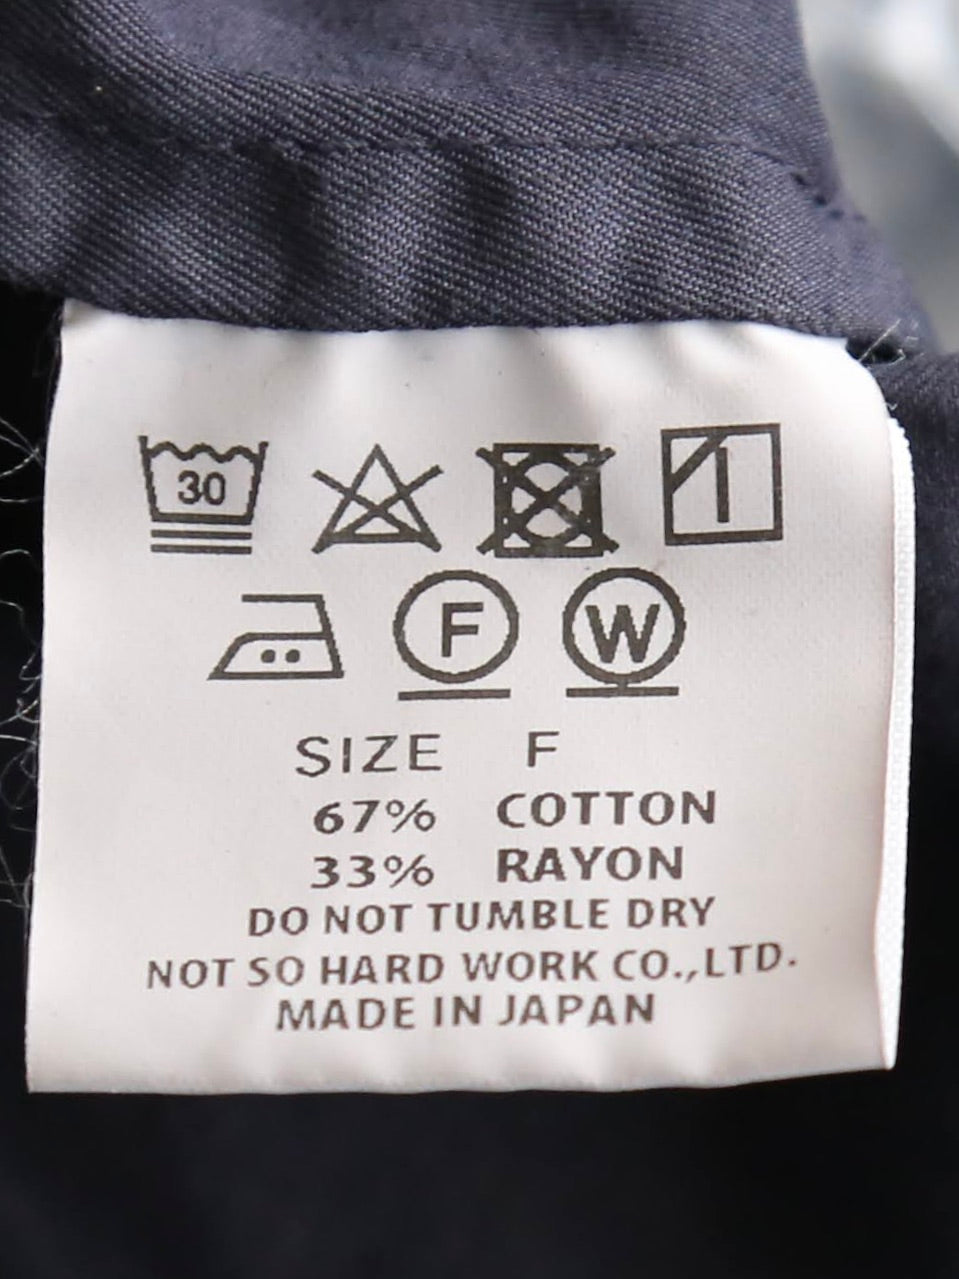 30
F W
SIZE F
67% COTTON
33% RAYON
DO NOT TUMBLE DRY
NOT SO HARD WORK CO.,LTD.
MADE IN JAPAN